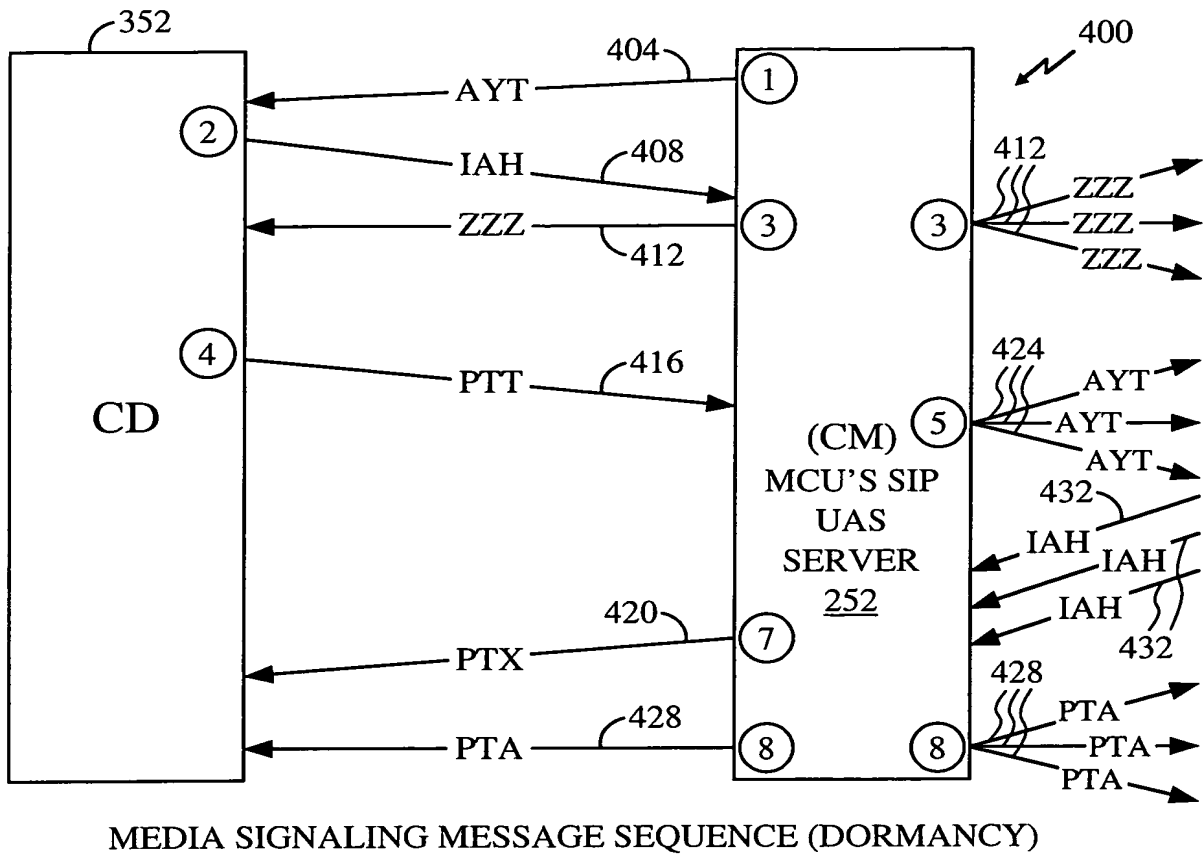 352
404
400
1
AYT
2
IAH
408
412
ZZZ
ZZZ
3
3
ZZZ
412
ZZZ
4
PTT
416
424
AYT
CD
5
AYT
(CM)
AYT
MCU'S SIP
432
UAS
IAH
SERVER
IAH
252
IAH
420
7
432
PTX
428
PTA
428
PTA
8
8
PTA
PTA
MEDIA SIGNALING MESSAGE SEQUENCE (DORMANCY)